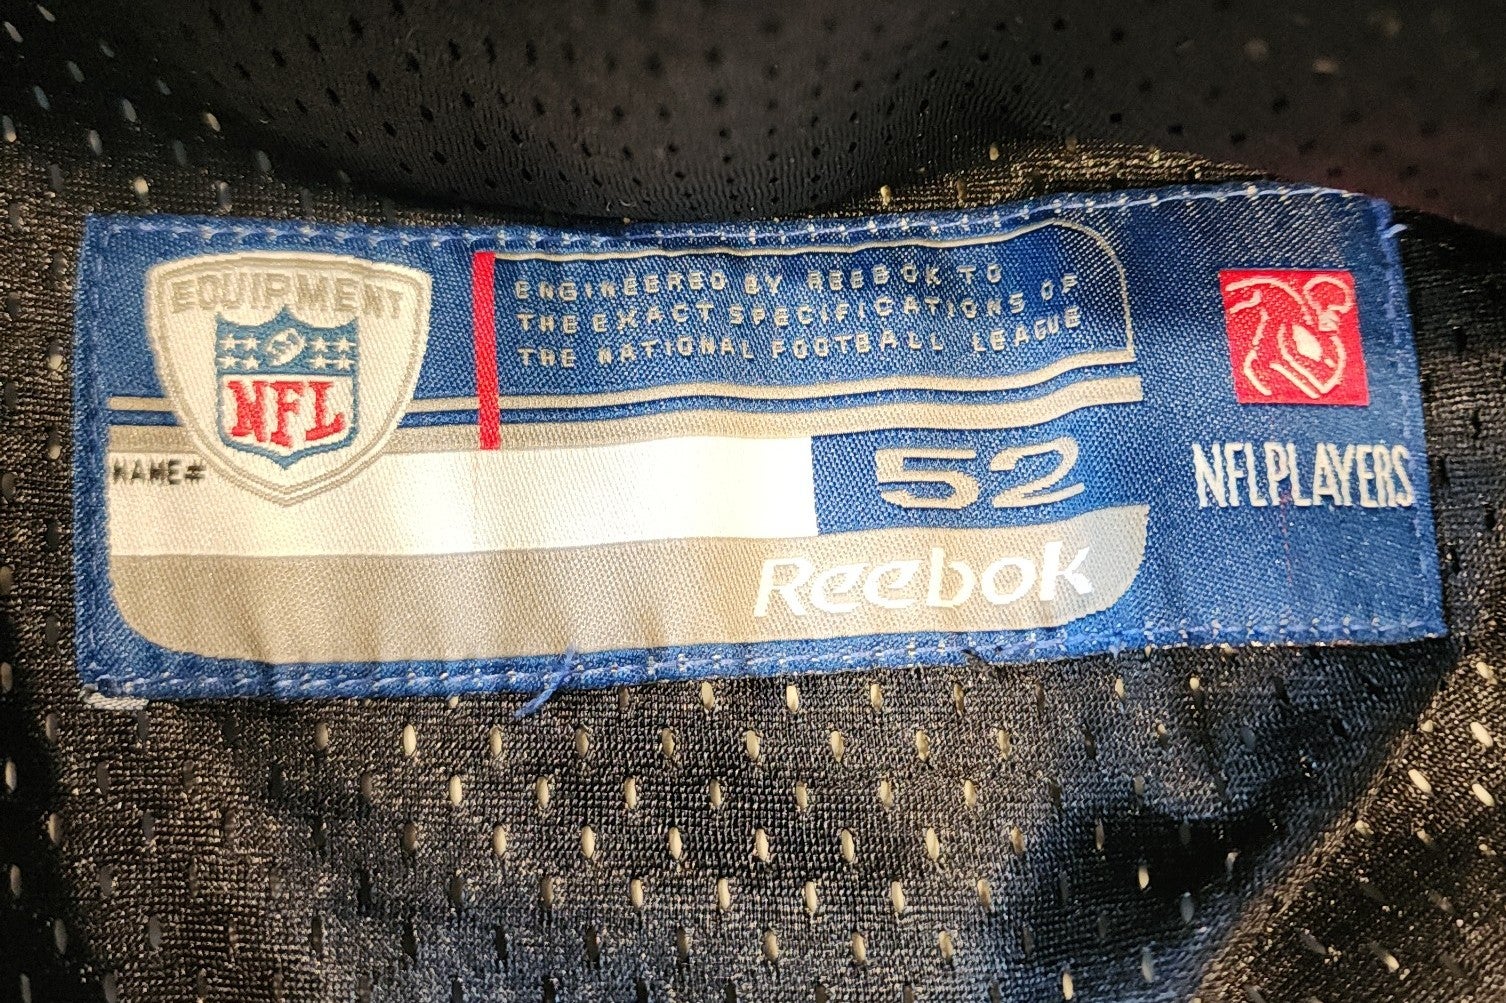 EQUIPMENT
NFL
ENGINEERED BY REEBOK TO
THE EXACT SPECIFICATIONS OF
THE NATIONAL FOOTBALL LEAGUE
NAME#
52
Reebok
NFLPLAYERS